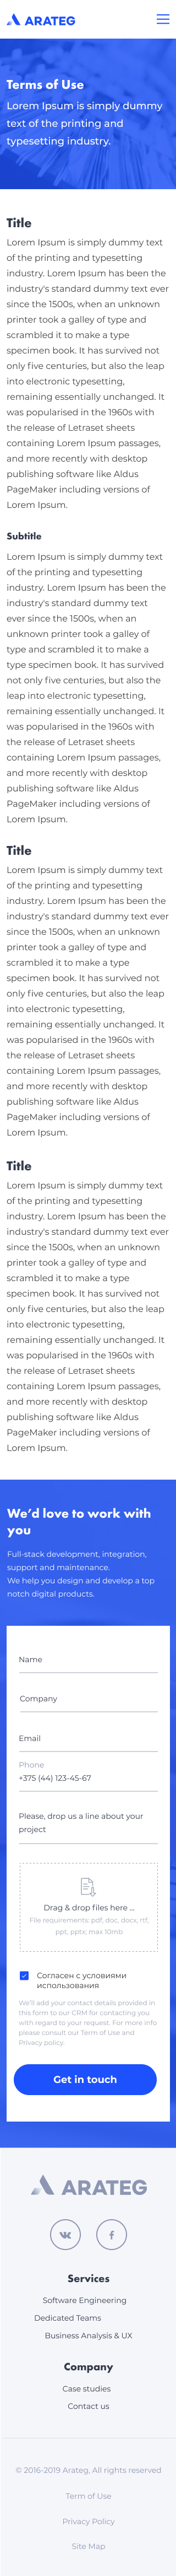 ARATEG
Terms of Use
Lorem Ipsum is simply dummy
text of the printing and
typesetting industry.
Title
Lorem Ipsum is simply dummy text
of the printing and typesetting
industry. Lorem Ipsum has been the
industry's standard dummy text ever
since the 1500s, when an unknown
printer took a galley of type and
scrambled it to make a type
specimen book. It has survived not
only five centuries, but also the leap
into electronic typesetting,
remaining essentially unchanged. It
was popularised in the 1960s with
the release of Letraset sheets
containing Lorem Ipsum passages,
and more recently with desktop
publishing software like Aldus
PageMaker including versions of
Lorem Ipsum.
Subtitle
Lorem Ipsum is simply dummy text
of the printing and typesetting
industry. Lorem Ipsum has been the
industry's standard dummy text
ever since the 1500s, when an
unknown printer took a galley of
type and scrambled it to make a
type specimen book. It has survived
not only five centuries, but also the
leap into electronic typesetting,
remaining essentially unchanged. It
was popularised in the 1960s with
the release of Letraset sheets
containing Lorem Ipsum passages,
and more recently with desktop
publishing software like Aldus
PageMaker including versions of
Lorem Ipsum.
Title
Lorem Ipsum is simply dummy text
of the printing and typesetting
industry. Lorem Ipsum has been the
industry's standard dummy text ever
since the 1500s, when an unknown
printer took a galley of type and
scrambled it to make a type
specimen book. It has survived not
only five centuries, but also the leap
into electronic typesetting,
remaining essentially unchanged. It
was popularised in the 1960s with
the release of Letraset sheets
containing Lorem Ipsum passages,
and more recently with desktop
publishing software like Aldus
PageMaker including versions of
Lorem Ipsum.
Title
Lorem Ipsum is simply dummy text
of the printing and typesetting
industry. Lorem Ipsum has been the
industry's standard dummy text ever
since the 1500s, when an unknown
printer took a galley of type and
scrambled it to make a type
specimen book. It has survived not
only five centuries, but also the leap
into electronic typesetting,
remaining essentially unchanged. It
was popularised in the 1960s with
the release of Letraset sheets
containing Lorem Ipsum passages,
and more recently with desktop
publishing software like Aldus
PageMaker including versions of
Lorem Ipsum.
We'd love to work with
you
Full-stack development, integration,
support and maintenance.
We help you design and develop a top
notch digital products.
Name
Company
Email
Phone
+375 (44) 123-45-67
Please, drop us a line about your
project
Drag & drop files here ...
File requirements: pdf, doc, docx, rtf,
ppt, pptx; max 10mb
Согласен с условиями
использования
We'll add your contact details provided in
this form to our CRM for contacting you
with regard to your request. For more info
please consult our Term of Use and
Privacy policy.
Get in touch
ARATEG
Services
Software Engineering
Dedicated Teams
Business Analysis & UX
Company
Case studies
Contact us
© 2016-2019 Arateg, All rights reserved
Term of Use
Privacy Policy
Site Map